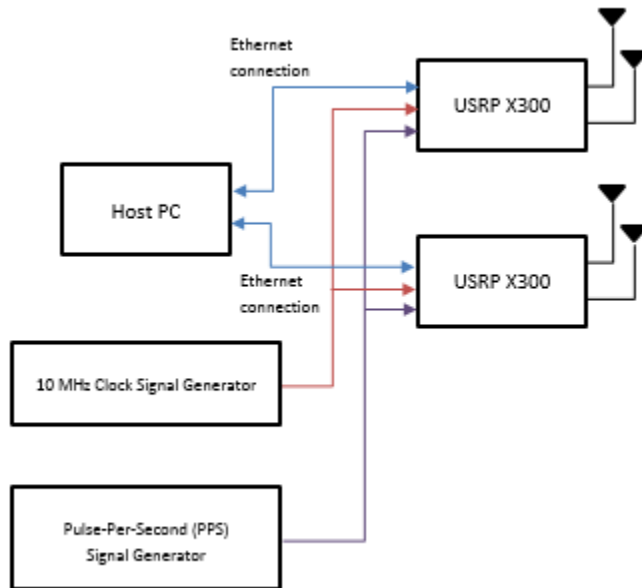 Ethernet
connection
USRP X300
Host PC
USRP X300
Ethernet
connection
10 MHz Clock Signal Generator
Pulse-Per-Second (PPS)
Signal Generator